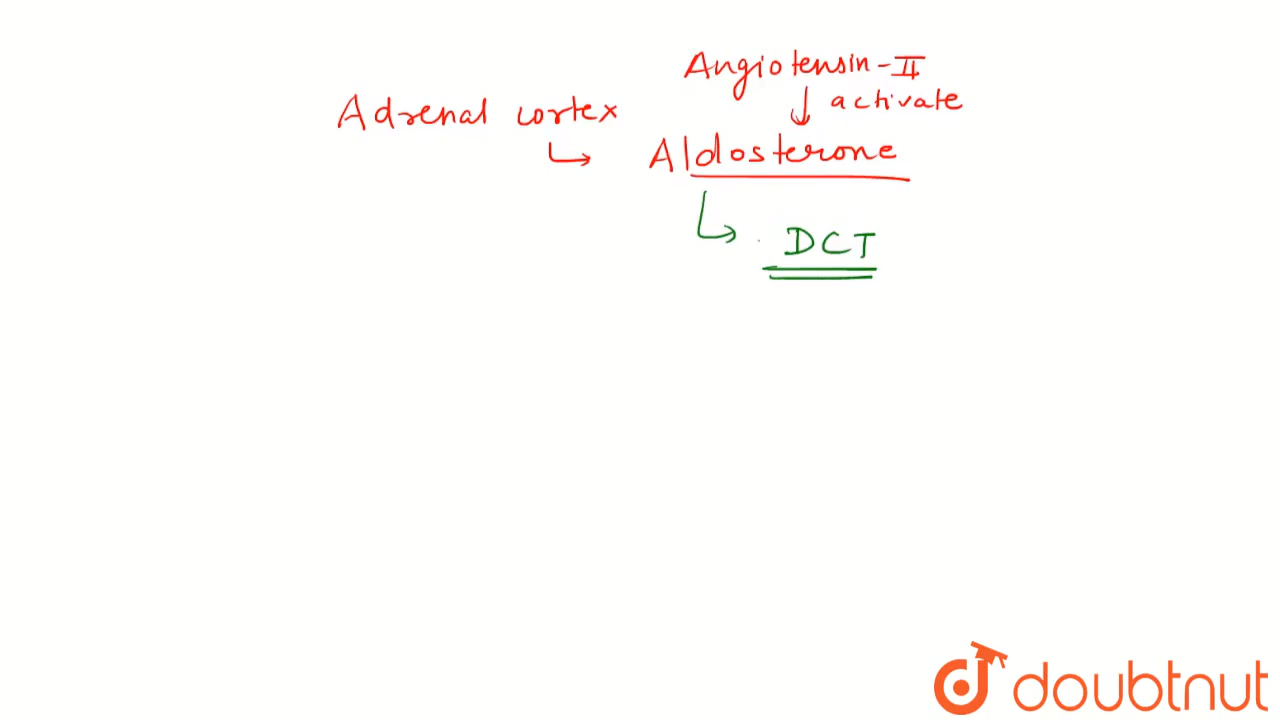 Angiotensin-II
activate
Adrenal cortex
Aldosterone
DCT
doubtnut